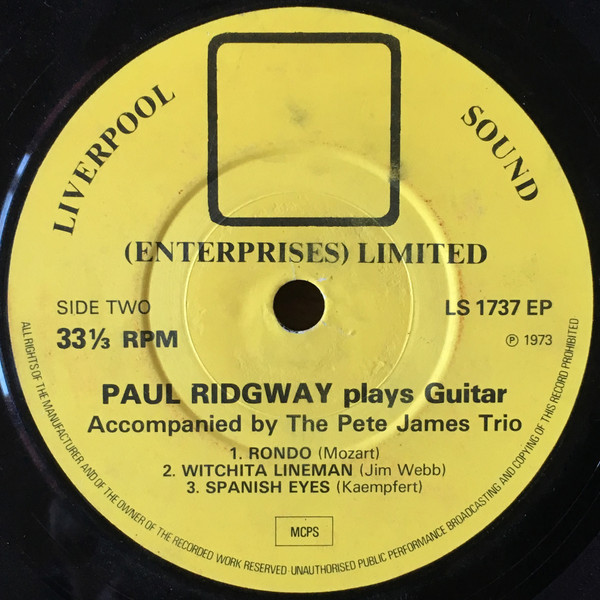 LIVERPOOL SOUND
(ENTERPRISES) LIMITED
SIDE TWO
LS 1737 EP
33⅓ RPM
℗ 1973
PAUL RIDGWAY plays Guitar
Accompanied by The Pete James Trio
1. RONDO (Mozart)
2. WITCHITA LINEMAN (Jim Webb)
3. SPANISH EYES (Kaempfert)
MCPS
ALL RIGHTS OF THE MANUFACTURER AND OF THE OWNER OF THE RECORDED WORK RESERVED·UNAUTHORISED PUBLIC PERFORMANCE BROADCASTING AND COPYING OF THIS RECORD PROHIBITED